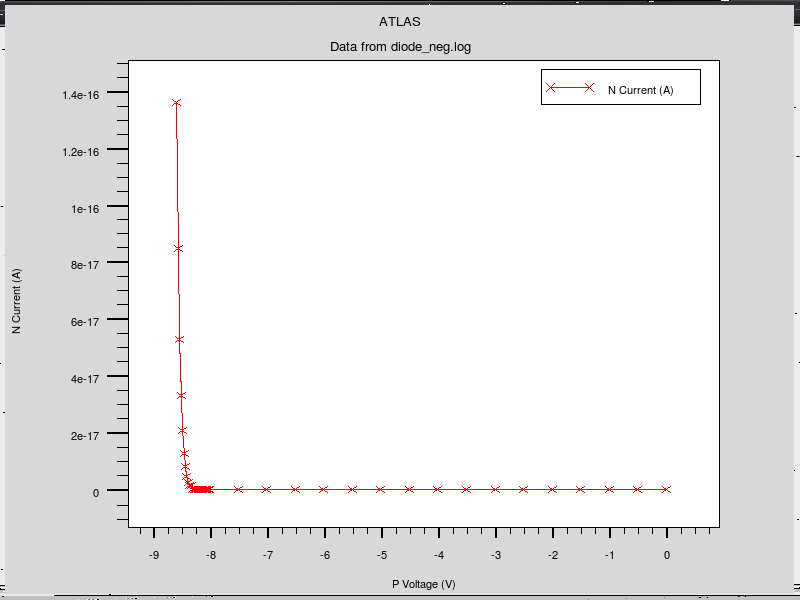 ATLAS
Data from diode_neg.log
N Current (A)
1.4e-16
1.2e-16
1e-16
8e-17
6e-17
4e-17
2e-17
0
N Current (A)
-9 -8 -7 -6 -5 -4 -3 -2 -1 0
P Voltage (V)